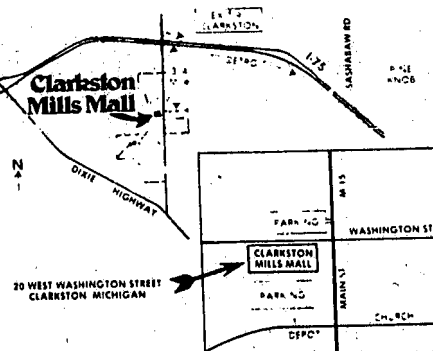 CLARKSTON
DETROIT
I-75
SASHABAW RD
PINE
KNOB
Clarkston
Mills Mall
N
DIXIE HIGHWAY
M 15
PARKING
WASHINGTON ST
CLARKSTON
MILLS MALL
20 WEST WASHINGTON STREET
CLARKSTON MICHIGAN
PARKING
MAIN ST
CHURCH
DEPOT